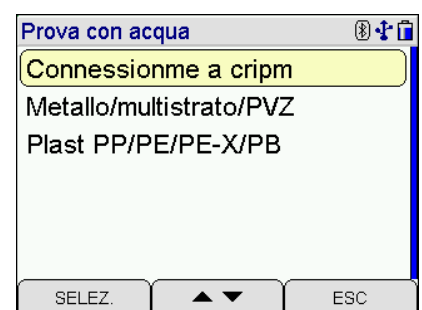 Prova con acqua
Connessionme a cripm
Metallo/multistrato/PVZ
Plast PP/PE/PE-X/PB
SELEZ. ▲ ▼ ESC